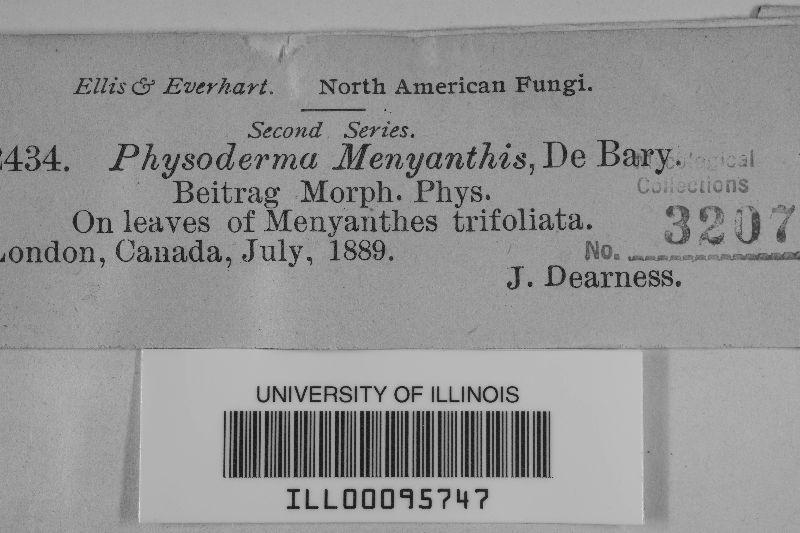 Ellis & Everhart. North American Fungi.
Second Series.
2434. Physoderma Menyanthis, De Bary.
Beitrag Morph. Phys.
On leaves of Menyanthes trifoliata.
London, Canada, July, 1889.
J. Dearness.
Collections
No. 3207
UNIVERSITY OF ILLINOIS
ILL00095747